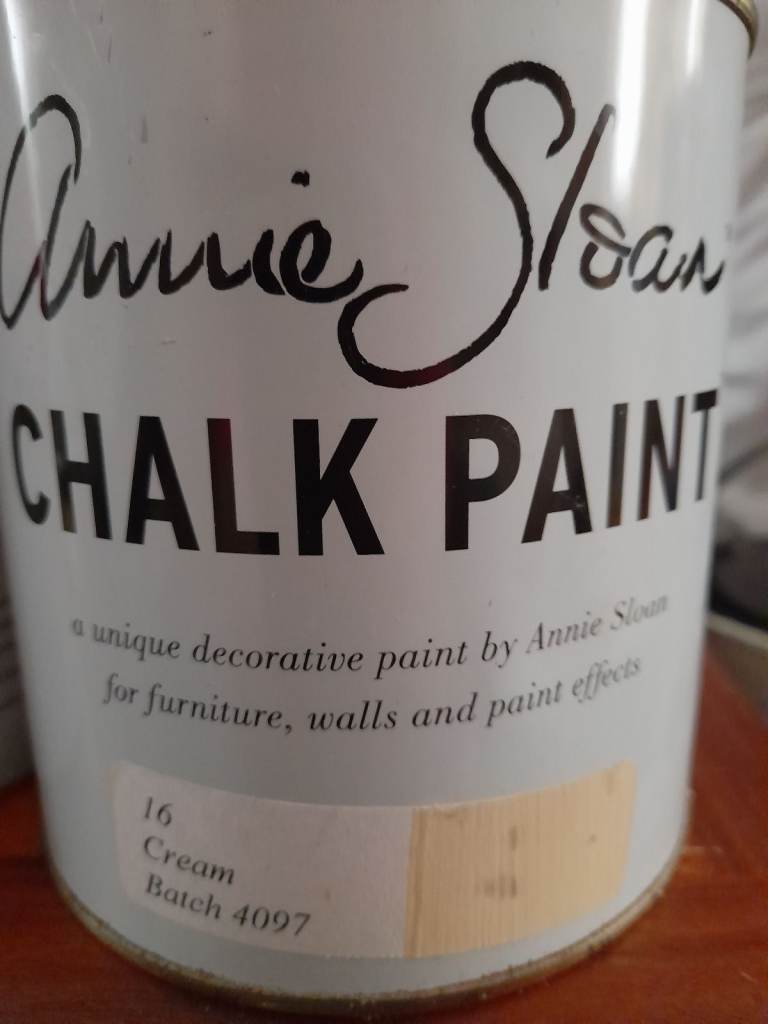 Annie Sloan
CHALK PAINT
a unique decorative paint by Annie Sloan
for furniture, walls and paint effects
16
Cream
Batch 4097